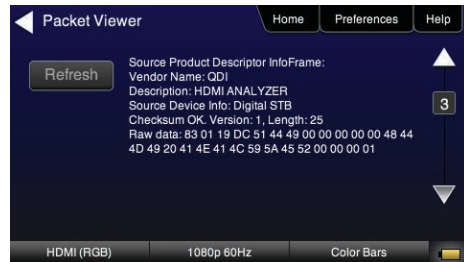 Packet Viewer
Home
Preferences
Help
Refresh
Source Product Descriptor InfoFrame:
Vendor Name: QDI
Description: HDMI ANALYZER
Source Device Info: Digital STB
Checksum OK. Version: 1, Length: 25
Raw data: 83 01 19 DC 51 44 49 00 00 00 00 00 48 44
4D 49 20 41 4E 41 4C 59 5A 45 52 00 00 00 01
3
HDMI (RGB)
1080p 60Hz
Color Bars